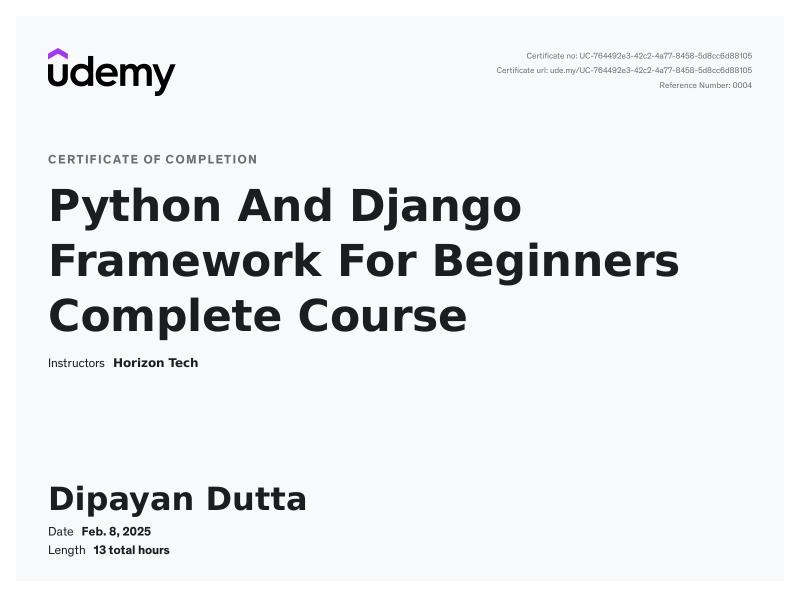 udemy
Certificate no: UC-764492e3-42c2-4a77-8458-5d8cc6d88105
Certificate url: ude.my/UC-764492e3-42c2-4a77-8458-5d8cc6d88105
Reference Number: 0004
CERTIFICATE OF COMPLETION
Python And Django
Framework For Beginners
Complete Course
Instructors Horizon Tech
Dipayan Dutta
Date Feb. 8, 2025
Length 13 total hours